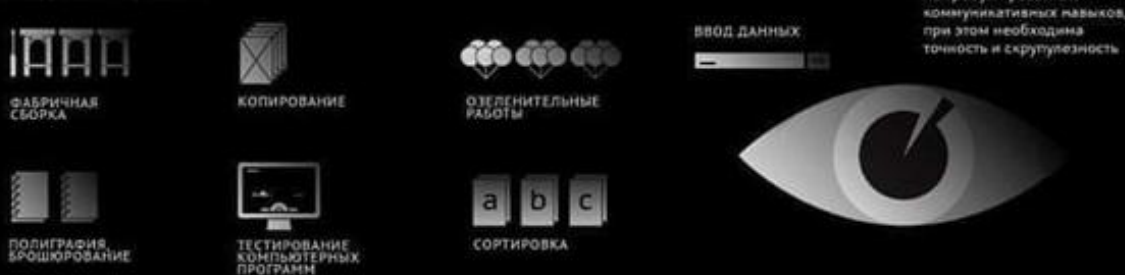 коммуникативных навыков,
при этом необходима
точность и скрупулезность
ВВОД ДАННЫХ
ФАБРИЧНАЯ
СБОРКА
КОПИРОВАНИЕ
ОЗЕЛЕНИТЕЛЬНЫЕ
РАБОТЫ
a b c
ПОЛИГРАФИЯ,
БРОШЮРОВАНИЕ
ТЕСТИРОВАНИЕ
КОМПЬЮТЕРНЫХ
ПРОГРАММ
СОРТИРОВКА